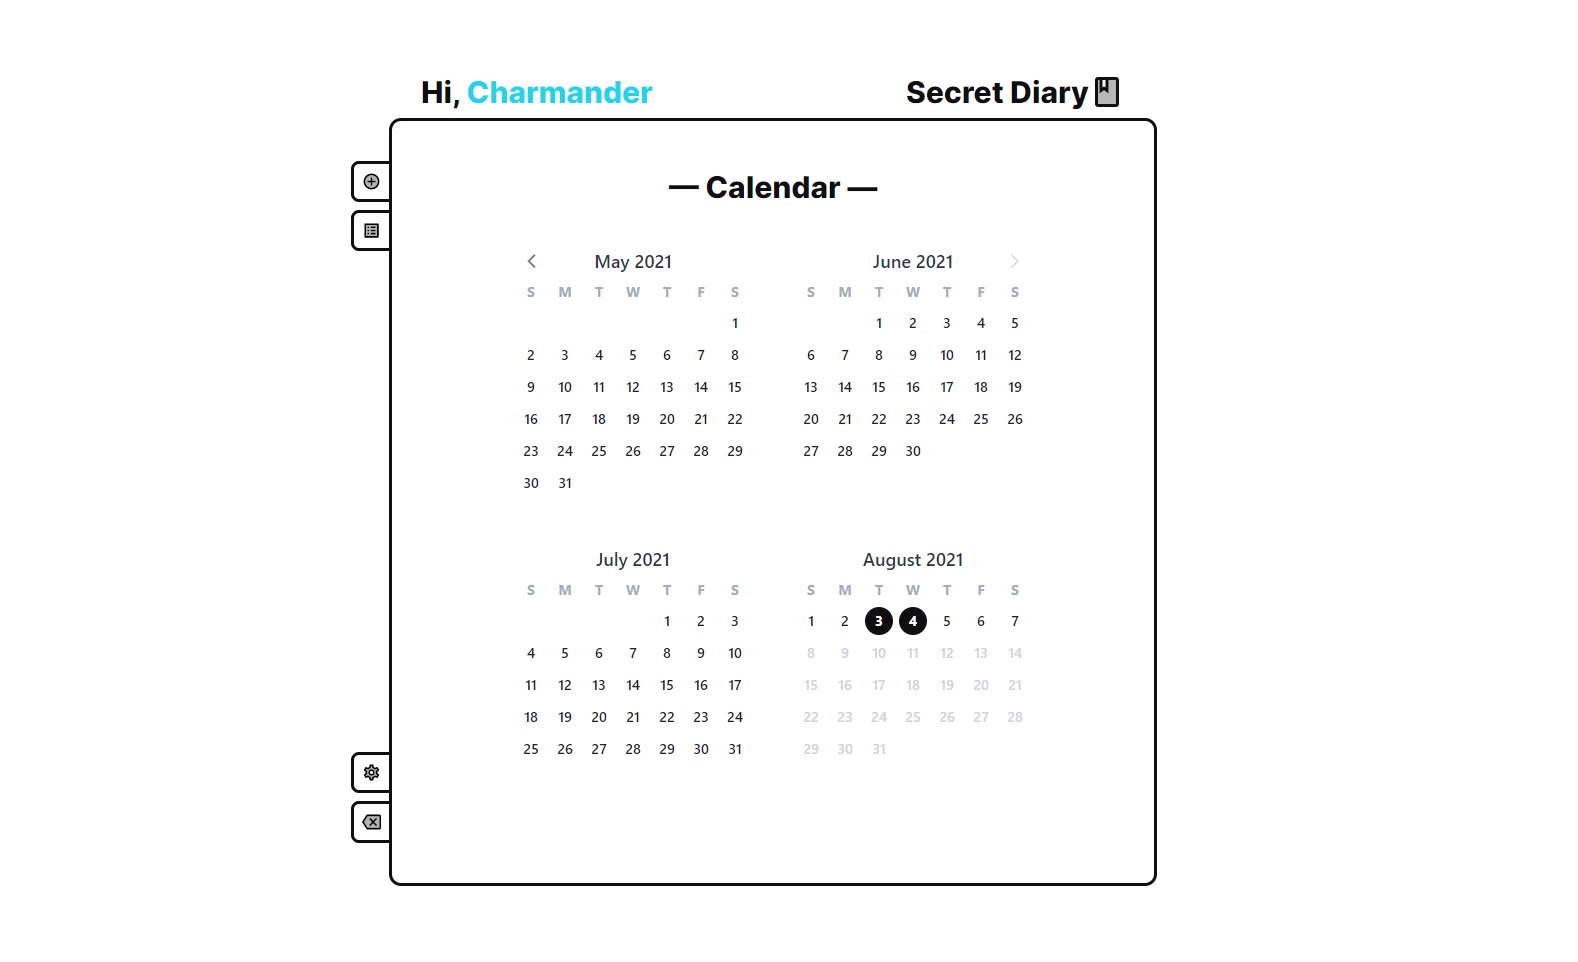 Hi, Charmander
Secret Diary
— Calendar —
May 2021
S M T W T F S
1
2 3 4 5 6 7 8
9 10 11 12 13 14 15
16 17 18 19 20 21 22
23 24 25 26 27 28 29
30 31
June 2021
S M T W T F S
1 2 3 4 5
6 7 8 9 10 11 12
13 14 15 16 17 18 19
20 21 22 23 24 25 26
27 28 29 30
July 2021
S M T W T F S
1 2 3
4 5 6 7 8 9 10
11 12 13 14 15 16 17
18 19 20 21 22 23 24
25 26 27 28 29 30 31
August 2021
S M T W T F S
1 2 3 4 5 6 7
8 9 10 11 12 13 14
15 16 17 18 19 20 21
22 23 24 25 26 27 28
29 30 31